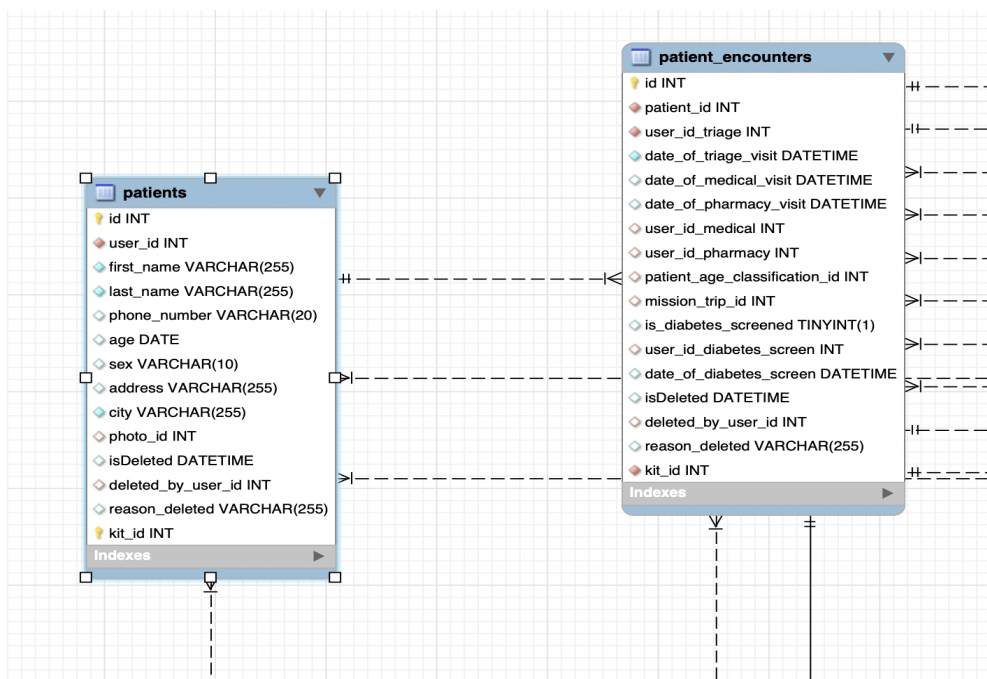 patients
id INT
user_id INT
first_name VARCHAR(255)
last_name VARCHAR(255)
phone_number VARCHAR(20)
age DATE
sex VARCHAR(10)
address VARCHAR(255)
city VARCHAR(255)
photo_id INT
isDeleted DATETIME
deleted_by_user_id INT
reason_deleted VARCHAR(255)
kit_id INT
Indexes
patient_encounters
id INT
patient_id INT
user_id_triage INT
date_of_triage_visit DATETIME
date_of_medical_visit DATETIME
date_of_pharmacy_visit DATETIME
user_id_medical INT
user_id_pharmacy INT
patient_age_classification_id INT
mission_trip_id INT
is_diabetes_screened TINYINT(1)
user_id_diabetes_screen INT
date_of_diabetes_screen DATETIME
isDeleted DATETIME
deleted_by_user_id INT
reason_deleted VARCHAR(255)
kit_id INT
Indexes